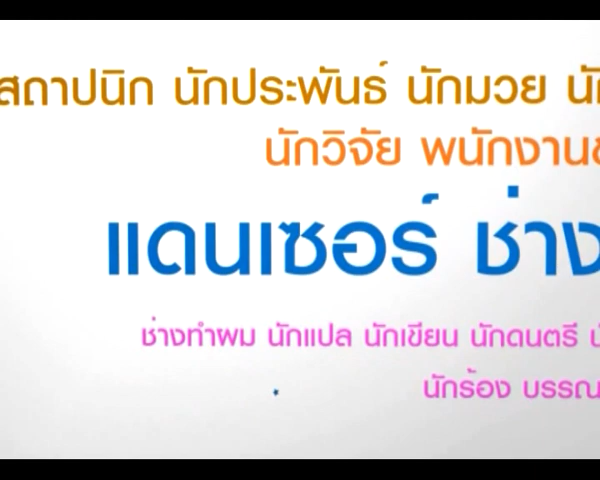 สถาปนิก นักประพันธ์ นักมวย
นักวิจัย พนักงาน
แดนเซอร์ ช่าง
ช่างทำผม นักแปล นักเขียน นักดนตรี
นักร้อง บรรณ